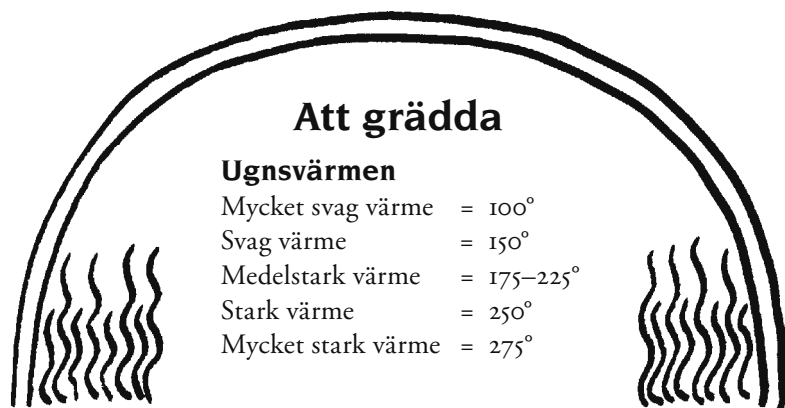 Att grädda
Ugnsvärmen
Mycket svag värme = 100°
Svag värme = 150°
Medelstark värme = 175–225°
Stark värme = 250°
Mycket stark värme = 275°